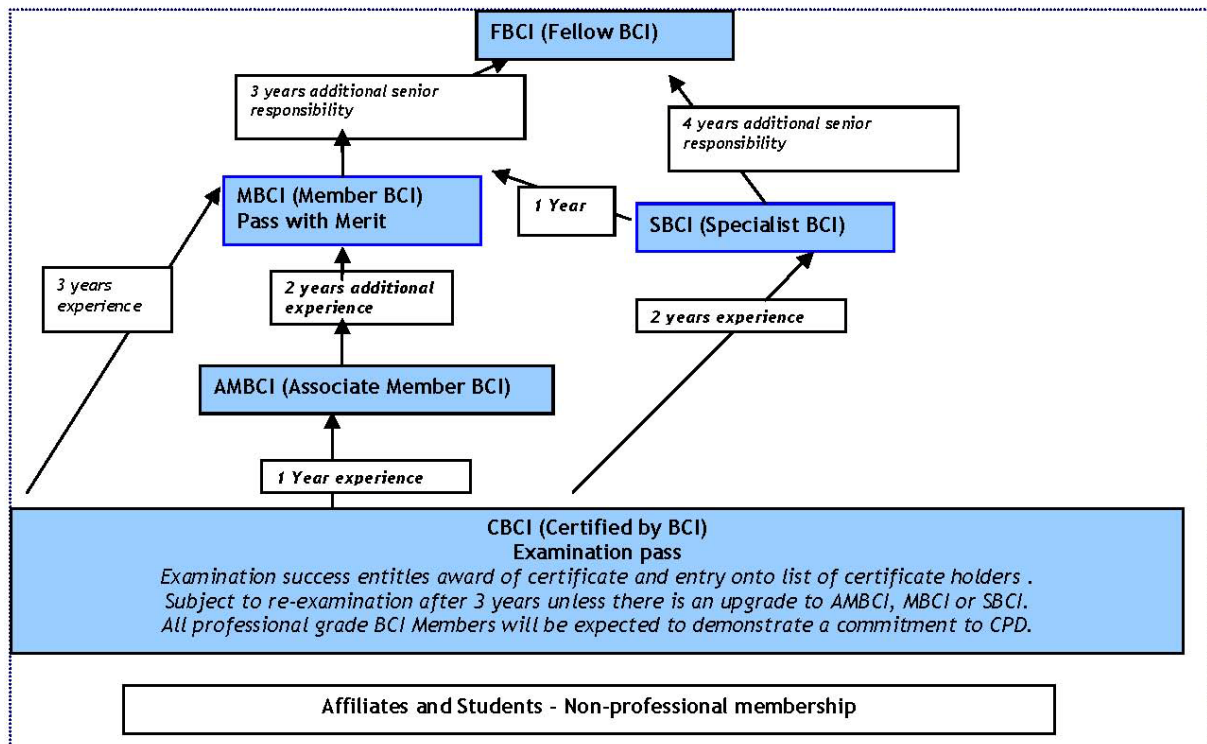 FBCI (Fellow BCI)
3 years additional senior
responsibility
4 years additional senior
responsibility
MBCI (Member BCI)
Pass with Merit
1 Year
SBCI (Specialist BCI)
3 years
experience
2 years additional
experience
2 years experience
AMBCI (Associate Member BCI)
1 Year experience
CBCI (Certified by BCI)
Examination pass
Examination success entitles award of certificate and entry onto list of certificate holders .
Subject to re-examination after 3 years unless there is an upgrade to AMBCI, MBCI or SBCI.
All professional grade BCI Members will be expected to demonstrate a commitment to CPD.
Affiliates and Students - Non-professional membership